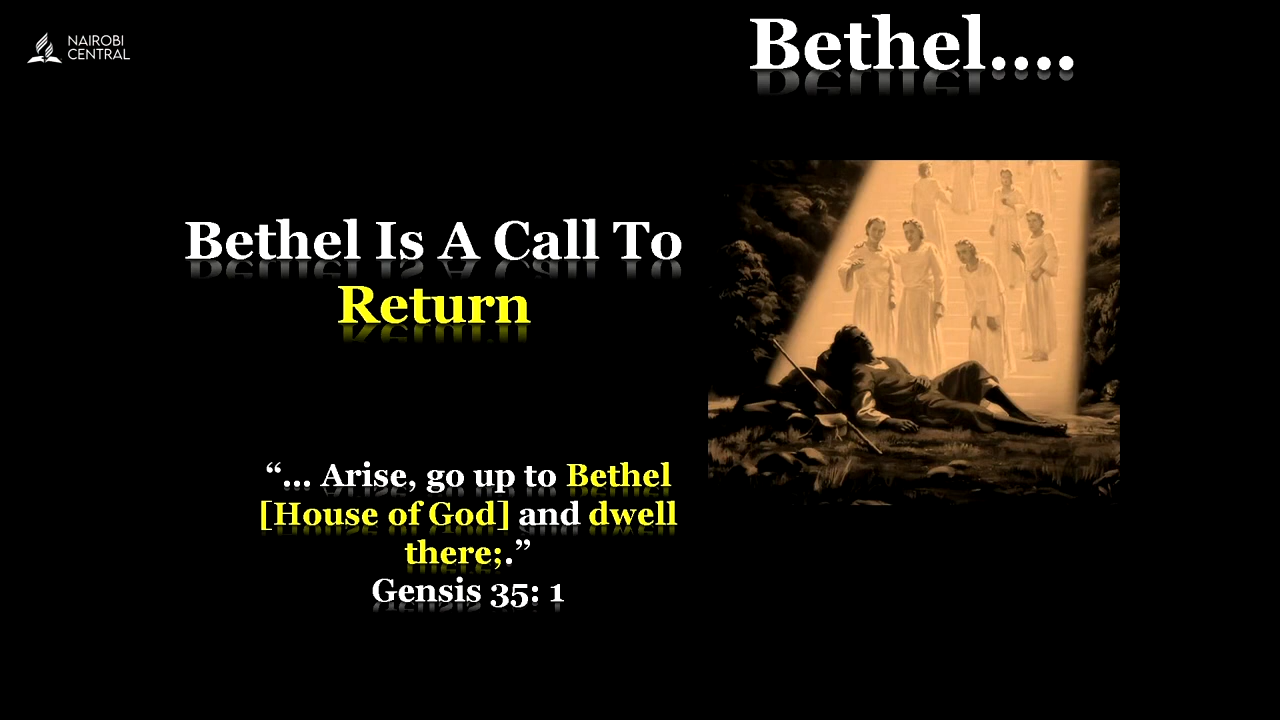 NAIROBI
CENTRAL
Bethel....
Bethel Is A Call To
Return
“... Arise, go up to Bethel
[House of God] and dwell
there;.”
Gensis 35: 1